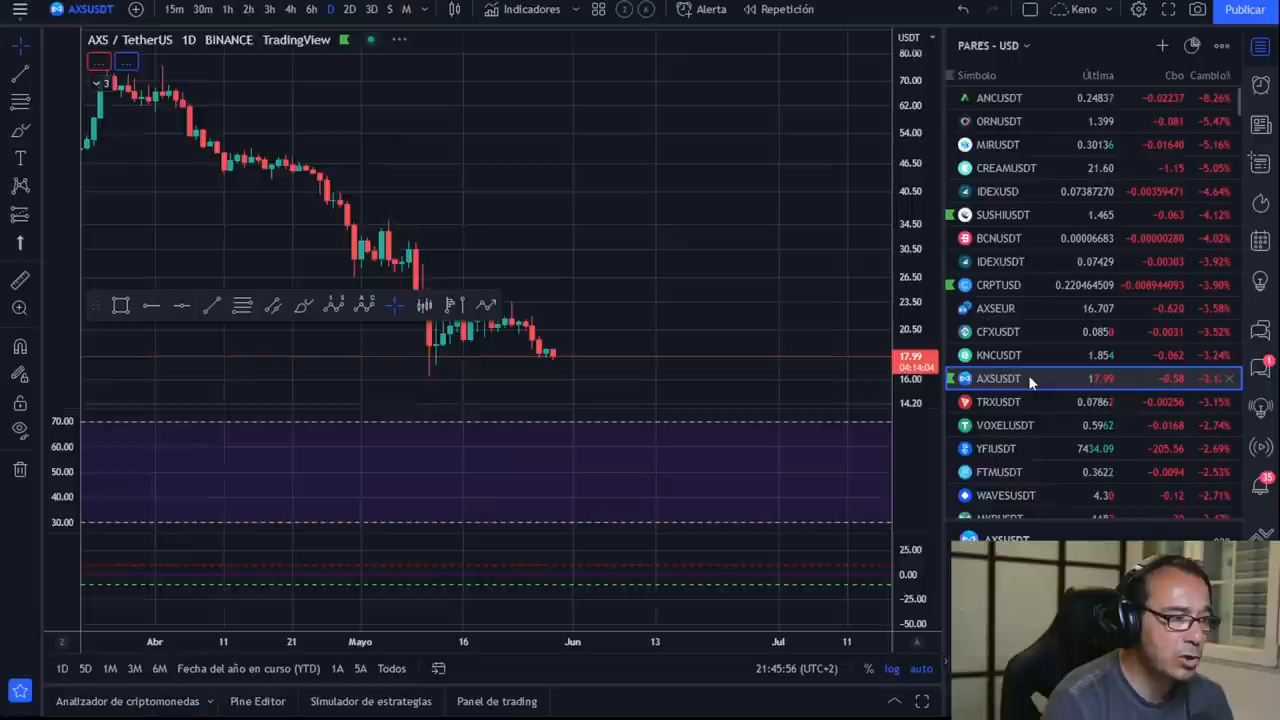 AXSUSDT 15m 30m 1h 2h 3h 4h 6h D 2D 3D S M Indicadores Alerta Repetición Keno Publicar
AXS / TetherUS 1D BINANCE TradingView
3
USDT
80.00
70.00
62.00
54.00
46.50
40.50
34.50
30.50
26.50
23.50
20.50
17.99
04:14:04
16.00
14.20
70.00
60.00
50.00
40.00
30.00
25.00
0.00
−25.00
−50.00
Abr 11 21 Mayo 16 Jun 13 Jul 11
Z A
1D 5D 1M 3M 6M Fecha del año en curso (YTD) 1A 5A Todos 21:45:56 (UTC+2) % log auto
Analizador de criptomonedas Pine Editor Simulador de estrategias Panel de trading
PARES - USD
Símbolo Última Cbo Cambio%
ANCUSDT 0.24837 −0.02237 −8.26%
ORNUSDT 1.399 −0.081 −5.47%
MIRUSDT 0.30136 −0.01640 −5.16%
CREAMUSDT 21.60 −1.15 −5.05%
IDEXUSD 0.07387270 −0.00359471 −4.64%
SUSHIUSDT 1.465 −0.063 −4.12%
BCNUSDT 0.00006683 −0.00000280 −4.02%
IDEXUSDT 0.07429 −0.00303 −3.92%
CRPTUSD 0.220464509 −0.008944093 −3.90%
AXSEUR 16.707 −0.620 −3.58%
CFXUSDT 0.0850 −0.0031 −3.52%
KNCUSDT 1.854 −0.062 −3.24%
AXSUSDT 17.99 −0.58
TRXUSDT 0.07862 −0.00256 −3.15%
VOXELUSDT 0.5962 −0.0168 −2.74%
YFIUSDT 7434.09 −205.56 −2.69%
FTMUSDT 0.3622 −0.0094 −2.53%
WAVESUSDT 4.30 −0.12 −2.71%
AXSUSDT
1
35